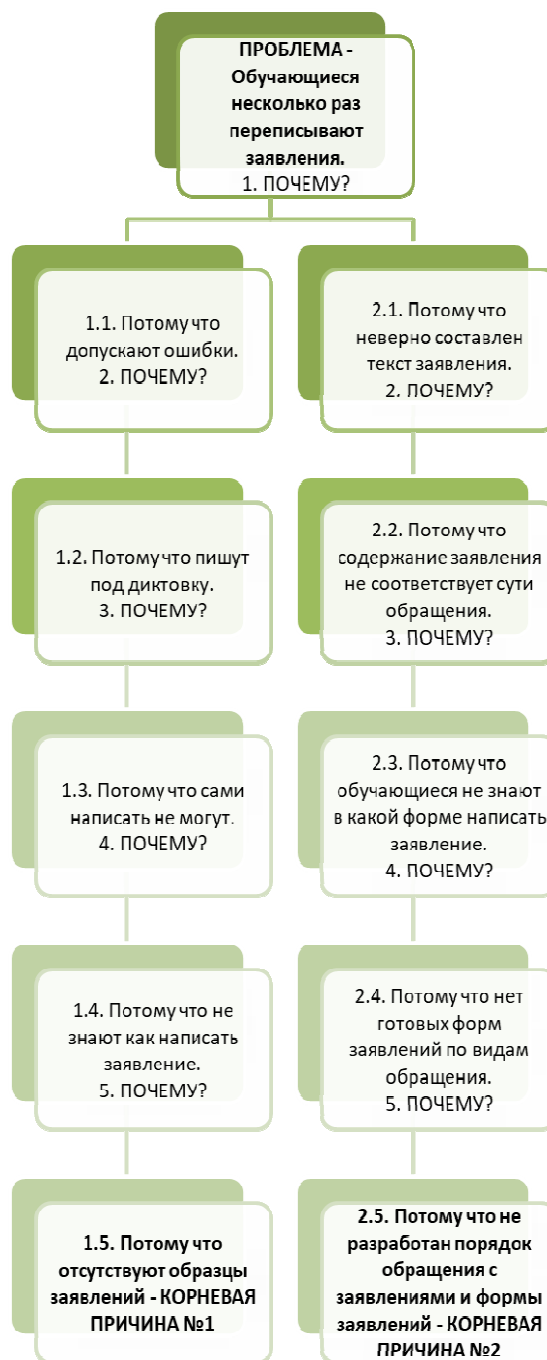 ПРОБЛЕМА -
Обучающиеся
несколько раз
переписывают
заявления.
1. ПОЧЕМУ?
1.1. Потому что
допускают ошибки.
2. ПОЧЕМУ?
1.2. Потому что пишут
под диктовку.
3. ПОЧЕМУ?
1.3. Потому что сами
написать не могут.
4. ПОЧЕМУ?
1.4. Потому что не
знают как написать
заявление.
5. ПОЧЕМУ?
1.5. Потому что
отсутствуют образцы
заявлений - КОРНЕВАЯ
ПРИЧИНА №1
2.1. Потому что
неверно составлен
текст заявления.
2. ПОЧЕМУ?
2.2. Потому что
содержание заявления
не соответствует сути
обращения.
3. ПОЧЕМУ?
2.3. Потому что
обучающиеся не знают
в какой форме написать
заявление.
4. ПОЧЕМУ?
2.4. Потому что нет
готовых форм
заявлений по видам
обращения.
5. ПОЧЕМУ?
2.5. Потому что не
разработан порядок
обращения с
заявлениями и формы
заявлений - КОРНЕВАЯ
ПРИЧИНА №2